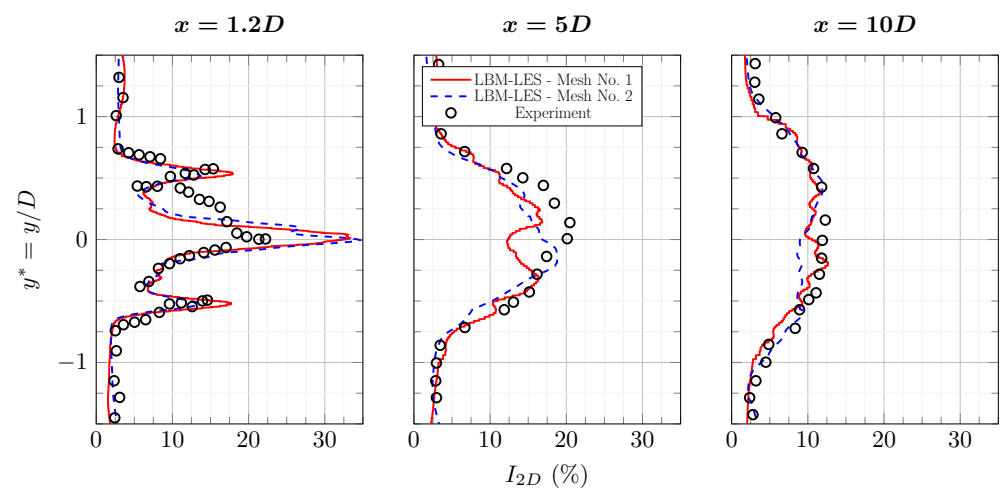 x = 1.2D
x = 5D
x = 10D
LBM-LES - Mesh No. 1
LBM-LES - Mesh No. 2
Experiment
y* = y/D
1
0
−1
0 10 20 30
0 10 20 30
0 10 20 30
I2D (%)